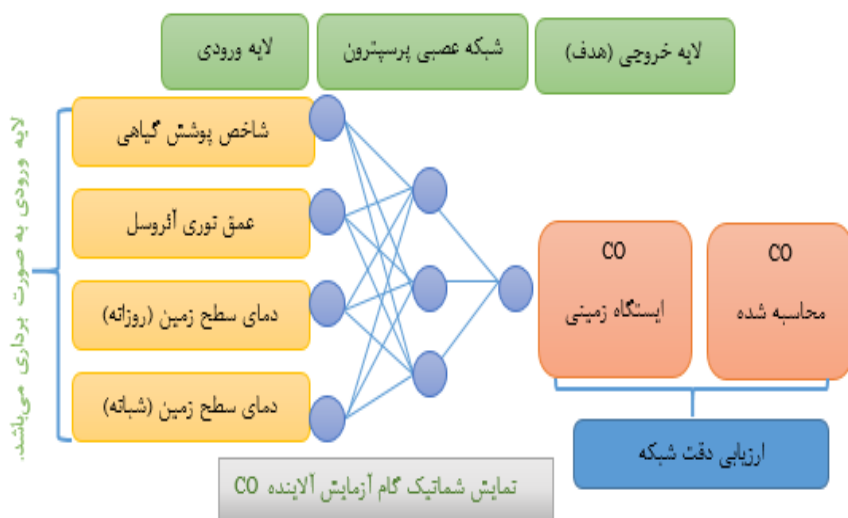 لایه ورودی
شبکه عصبی پرسپترون
لایه خروجی (هدف)
لایه ورودی به صورت برداری می‌باشد.
شاخص پوشش گیاهی
عمق نوری آئروسل
دمای سطح زمین (روزانه)
دمای سطح زمین (شبانه)
CO
ایستگاه زمینی
CO
محاسبه شده
ارزیابی دقت شبکه
نمایش شماتیک گام آزمایش آلاینده CO